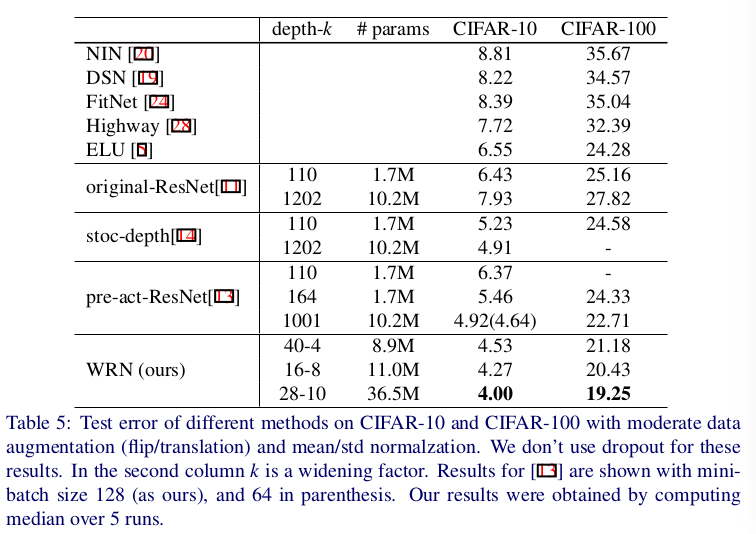 depth-k # params CIFAR-10 CIFAR-100
NIN [20] 8.81 35.67
DSN [19] 8.22 34.57
FitNet [24] 8.39 35.04
Highway [28] 7.72 32.39
ELU [5] 6.55 24.28
original-ResNet[11] 110 1.7M 6.43 25.16
1202 10.2M 7.93 27.82
stoc-depth[14] 110 1.7M 5.23 24.58
1202 10.2M 4.91 -
pre-act-ResNet[13] 110 1.7M 6.37 -
164 1.7M 5.46 24.33
1001 10.2M 4.92(4.64) 22.71
WRN (ours) 40-4 8.9M 4.53 21.18
16-8 11.0M 4.27 20.43
28-10 36.5M 4.00 19.25
Table 5: Test error of different methods on CIFAR-10 and CIFAR-100 with moderate data
augmentation (flip/translation) and mean/std normalzation. We don't use dropout for these
results. In the second column k is a widening factor. Results for [13] are shown with mini-
batch size 128 (as ours), and 64 in parenthesis. Our results were obtained by computing
median over 5 runs.